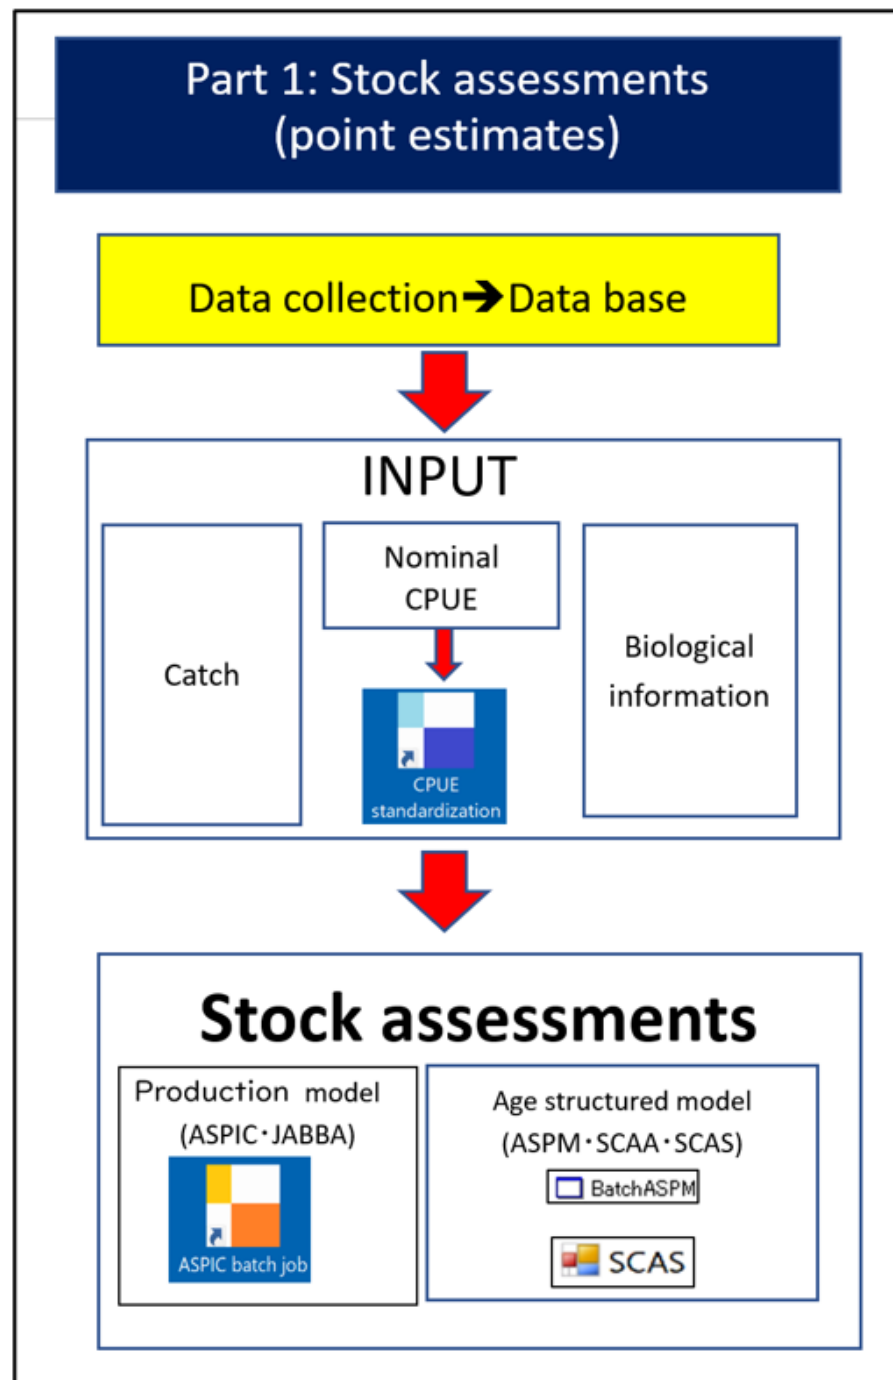 Part 1: Stock assessments
(point estimates)
Data collection➔Data base
INPUT
Catch
Nominal
CPUE
CPUE
standardization
Biological
information
Stock assessments
Production model
(ASPIC・JABBA)
ASPIC batch job
Age structured model
(ASPM・SCAA・SCAS)
BatchASPM
SCAS